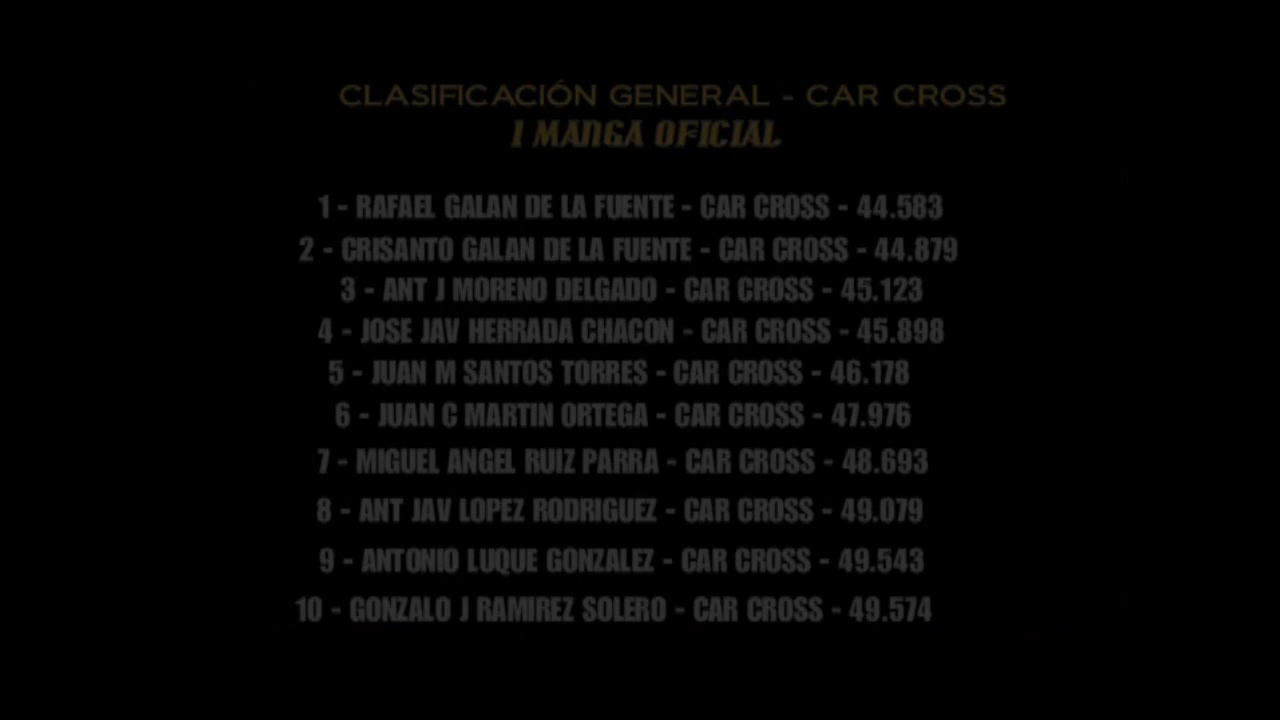 CLASIFICACIÓN GENERAL - CAR CROSS
I MANGA OFICIAL
1 - RAFAEL GALAN DE LA FUENTE - CAR CROSS - 44.583
2 - CRISANTO GALAN DE LA FUENTE - CAR CROSS - 44.879
3 - ANT J MORENO DELGADO - CAR CROSS - 45.123
4 - JOSE JAV HERRADA CHACON - CAR CROSS - 45.898
5 - JUAN M SANTOS TORRES - CAR CROSS - 46.178
6 - JUAN C MARTIN ORTEGA - CAR CROSS - 47.976
7 - MIGUEL ANGEL RUIZ PARRA - CAR CROSS - 48.693
8 - ANT JAV LOPEZ RODRIGUEZ - CAR CROSS - 49.079
9 - ANTONIO LUQUE GONZALEZ - CAR CROSS - 49.543
10 - GONZALO J RAMIREZ SOLERO - CAR CROSS - 49.574